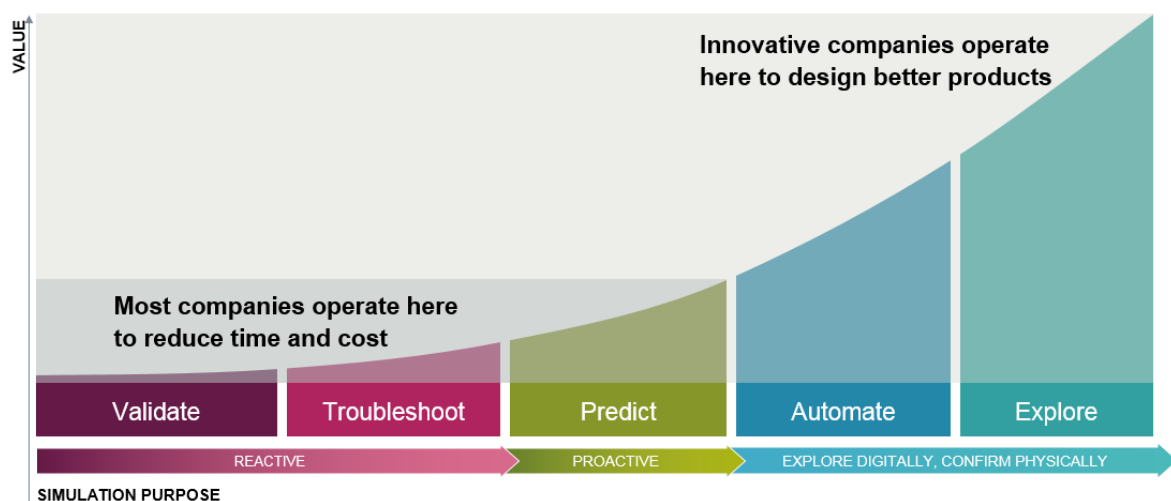 VALUE
Innovative companies operate
here to design better products
Most companies operate here
to reduce time and cost
Validate
Troubleshoot
Predict
Automate
Explore
REACTIVE
PROACTIVE
EXPLORE DIGITALLY, CONFIRM PHYSICALLY
SIMULATION PURPOSE